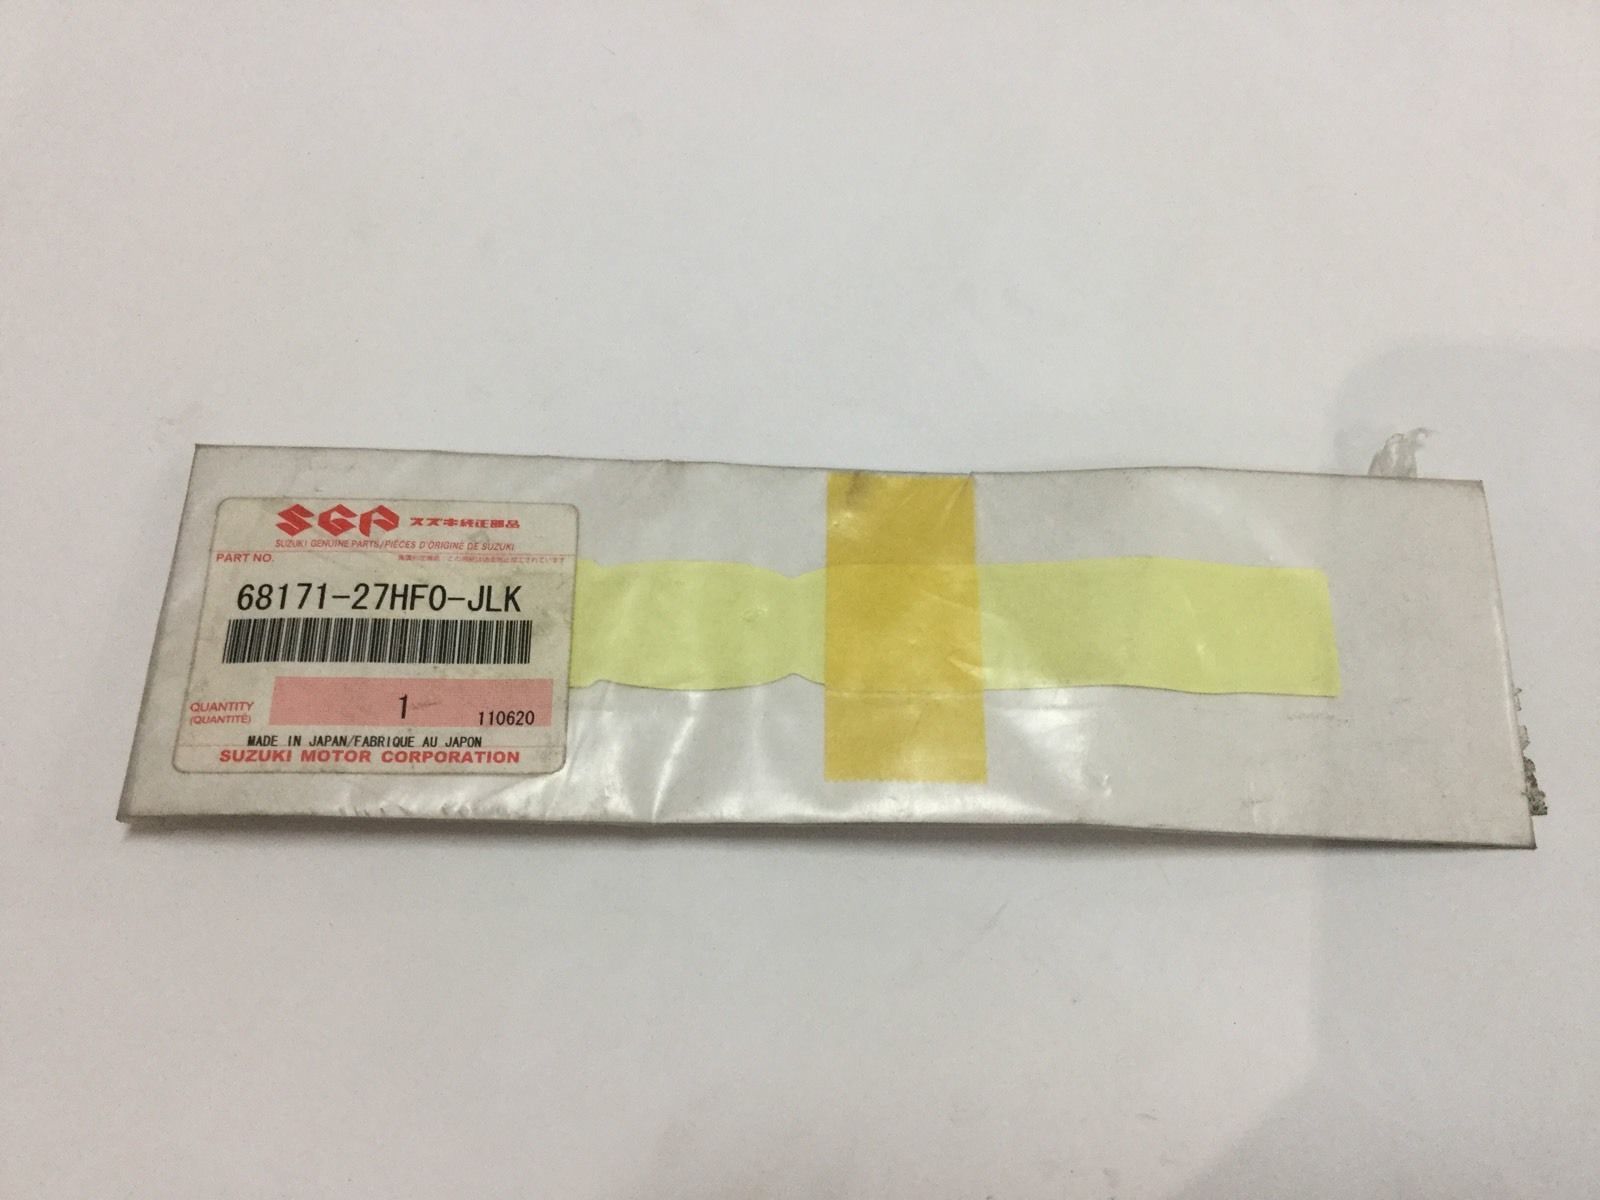 SGP スズキ純正部品
SUZUKI GENUINE PARTS/PIÈCES D'ORIGINE DE SUZUKI
PART NO.
68171-27HF0-JLK
QUANTITY
(QUANTITÉ)
1
110620
MADE IN JAPAN/FABRIQUE AU JAPON
SUZUKI MOTOR CORPORATION